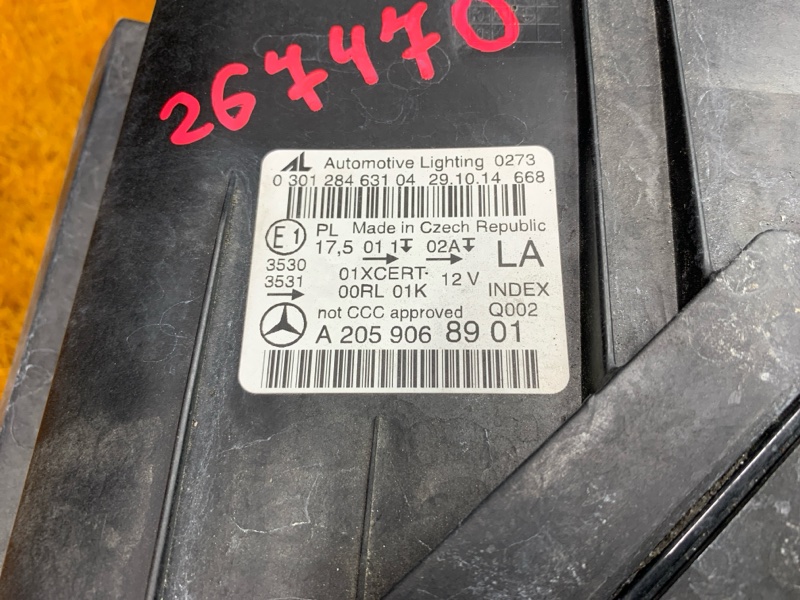 267470
AL Automotive Lighting 0273
0 301 284 631 04 29.10.14 668
E1 PL Made in Czech Republic
17,5 01 1 02A LA
3530
3531 01XCERT- 12 V
00RL 01K INDEX
not CCC approved Q002
A 205 906 89 01